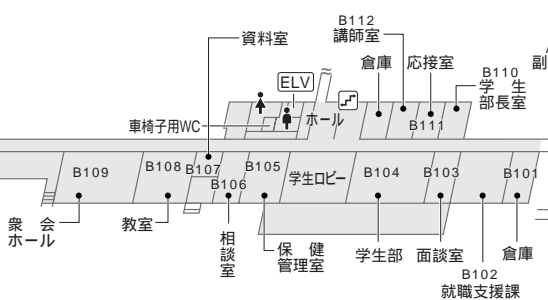 B112
講師室
資料室
倉庫
応接室
B110
学生
部長室
副
ELV
車椅子用WC
ホール
B111
B109
B108
B107
B106
B105
学生ロビー
B104
B103
B101
衆会
ホール
教室
相談室
保健
管理室
学生部
面談室
B102
就職支援課
倉庫